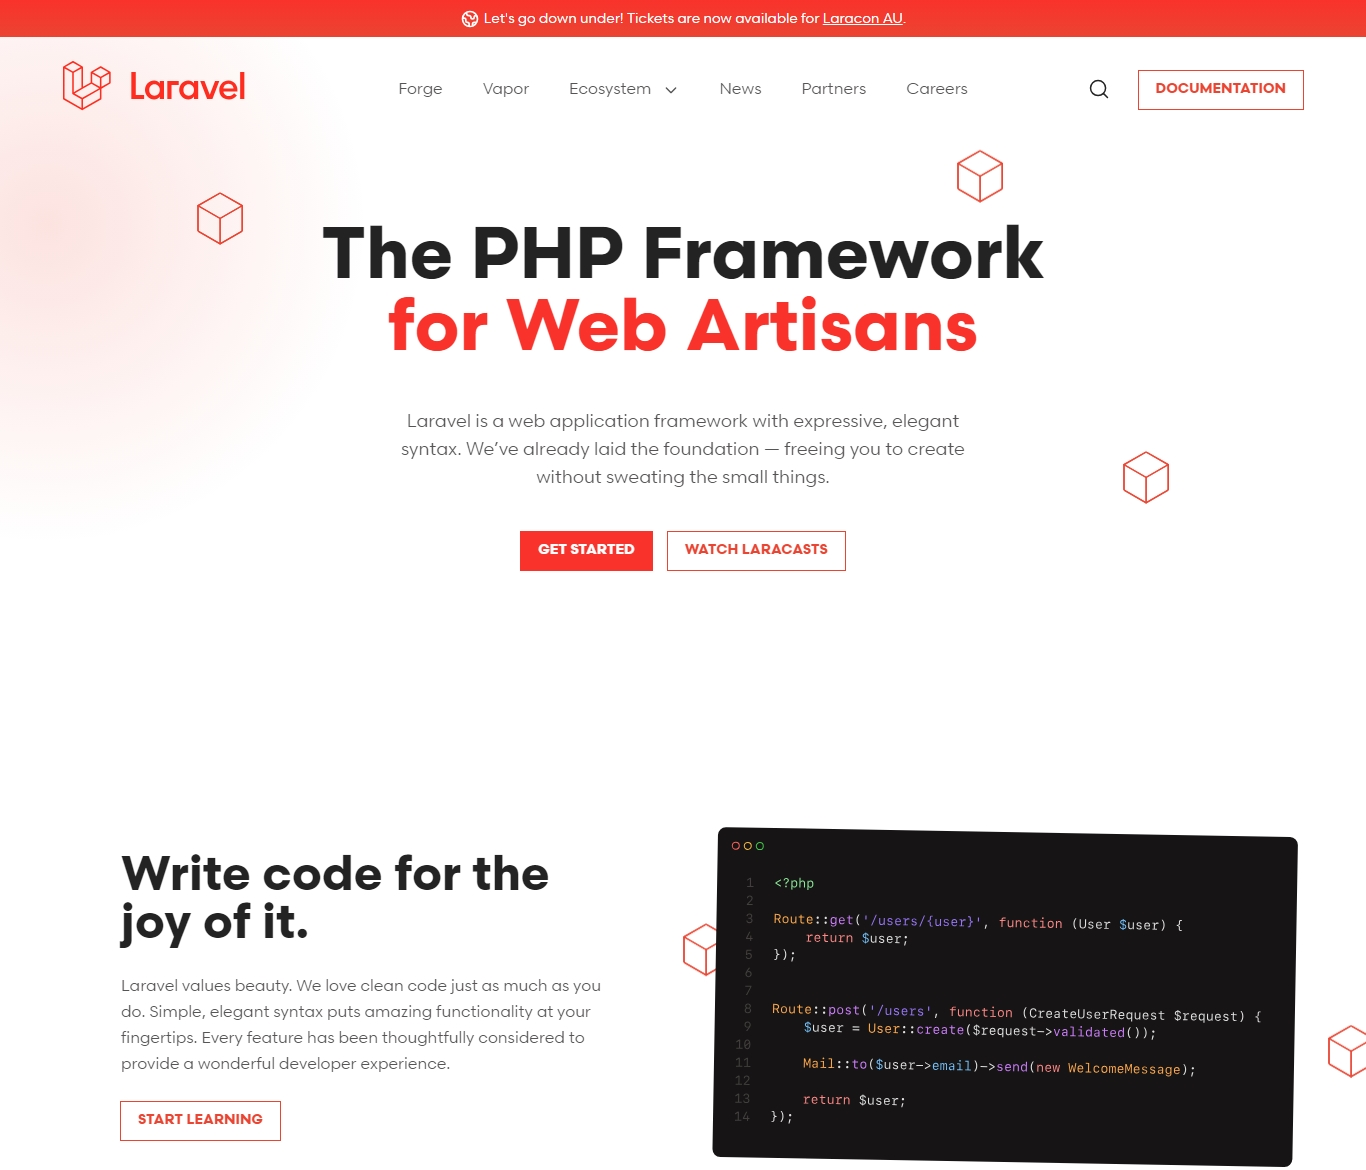 Let's go down under! Tickets are now available for Laracon AU.
Laravel
Forge
Vapor
Ecosystem
News
Partners
Careers
DOCUMENTATION
The PHP Framework
for Web Artisans
Laravel is a web application framework with expressive, elegant
syntax. We’ve already laid the foundation — freeing you to create
without sweating the small things.
GET STARTED
WATCH LARACASTS
Write code for the
joy of it.
Laravel values beauty. We love clean code just as much as you
do. Simple, elegant syntax puts amazing functionality at your
fingertips. Every feature has been thoughtfully considered to
provide a wonderful developer experience.
START LEARNING
1 <?php
2
3 Route::get('/users/{user}', function (User $user) {
4     return $user;
5 });
6
7
8 Route::post('/users', function (CreateUserRequest $request) {
9     $user = User::create($request->validated());
10
11     Mail::to($user->email)->send(new WelcomeMessage);
12
13     return $user;
14 });